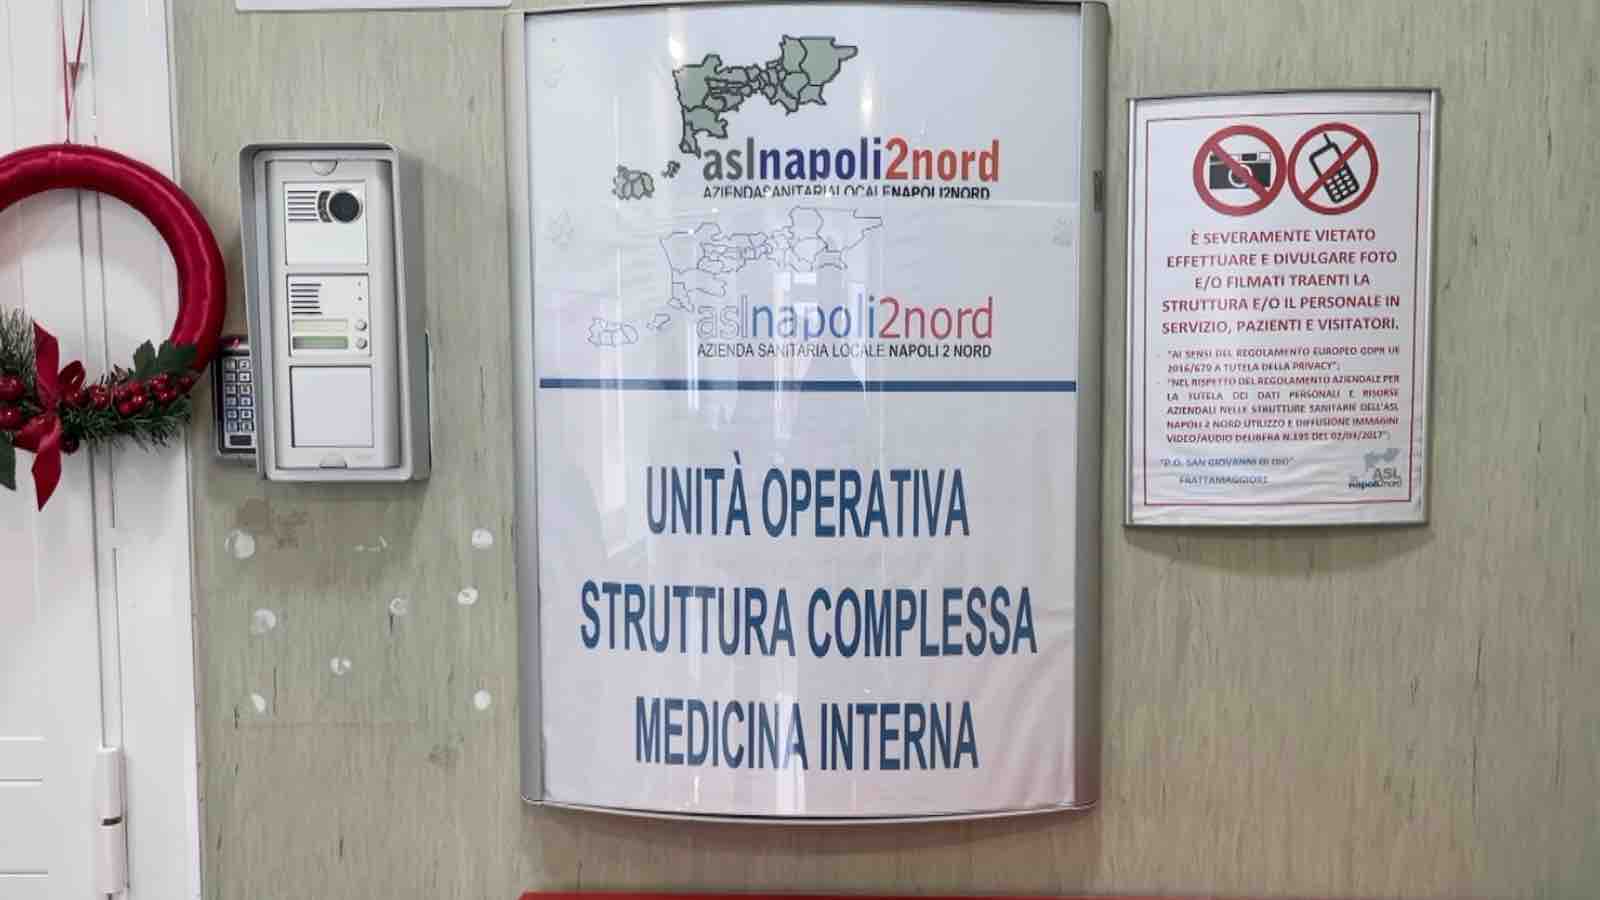 aslnapoli2nord
AZIENDASANITARIALOCALENAPOLI2NORD
aslnapoli2nord
AZIENDA SANITARIA LOCALE NAPOLI 2 NORD
UNITÀ OPERATIVA
STRUTTURA COMPLESSA
MEDICINA INTERNA
È SEVERAMENTE VIETATO
EFFETTUARE E DIVULGARE FOTO
E/O FILMATI TRAENTI LA
STRUTTURA E/O IL PERSONALE IN
SERVIZIO, PAZIENTI E VISITATORI.
- "AI SENSI DEL REGOLAMENTO EUROPEO GDPR UE
2016/679 A TUTELA DELLA PRIVACY";
- "NEL RISPETTO DEL REGOLAMENTO AZIENDALE PER
LA TUTELA DEI DATI PERSONALI E RISORSE
AZIENDALI NELLE STRUTTURE SANITARIE DELL'ASL
NAPOLI 2 NORD UTILIZZO E DIFFUSIONE IMMAGINI
VIDEO/AUDIO DELIBERA N.195 DEL 02/03/2017";
"P.O. SAN GIOVANNI DI DIO"
FRATTAMAGGIORE
ASL
Napoli2nord